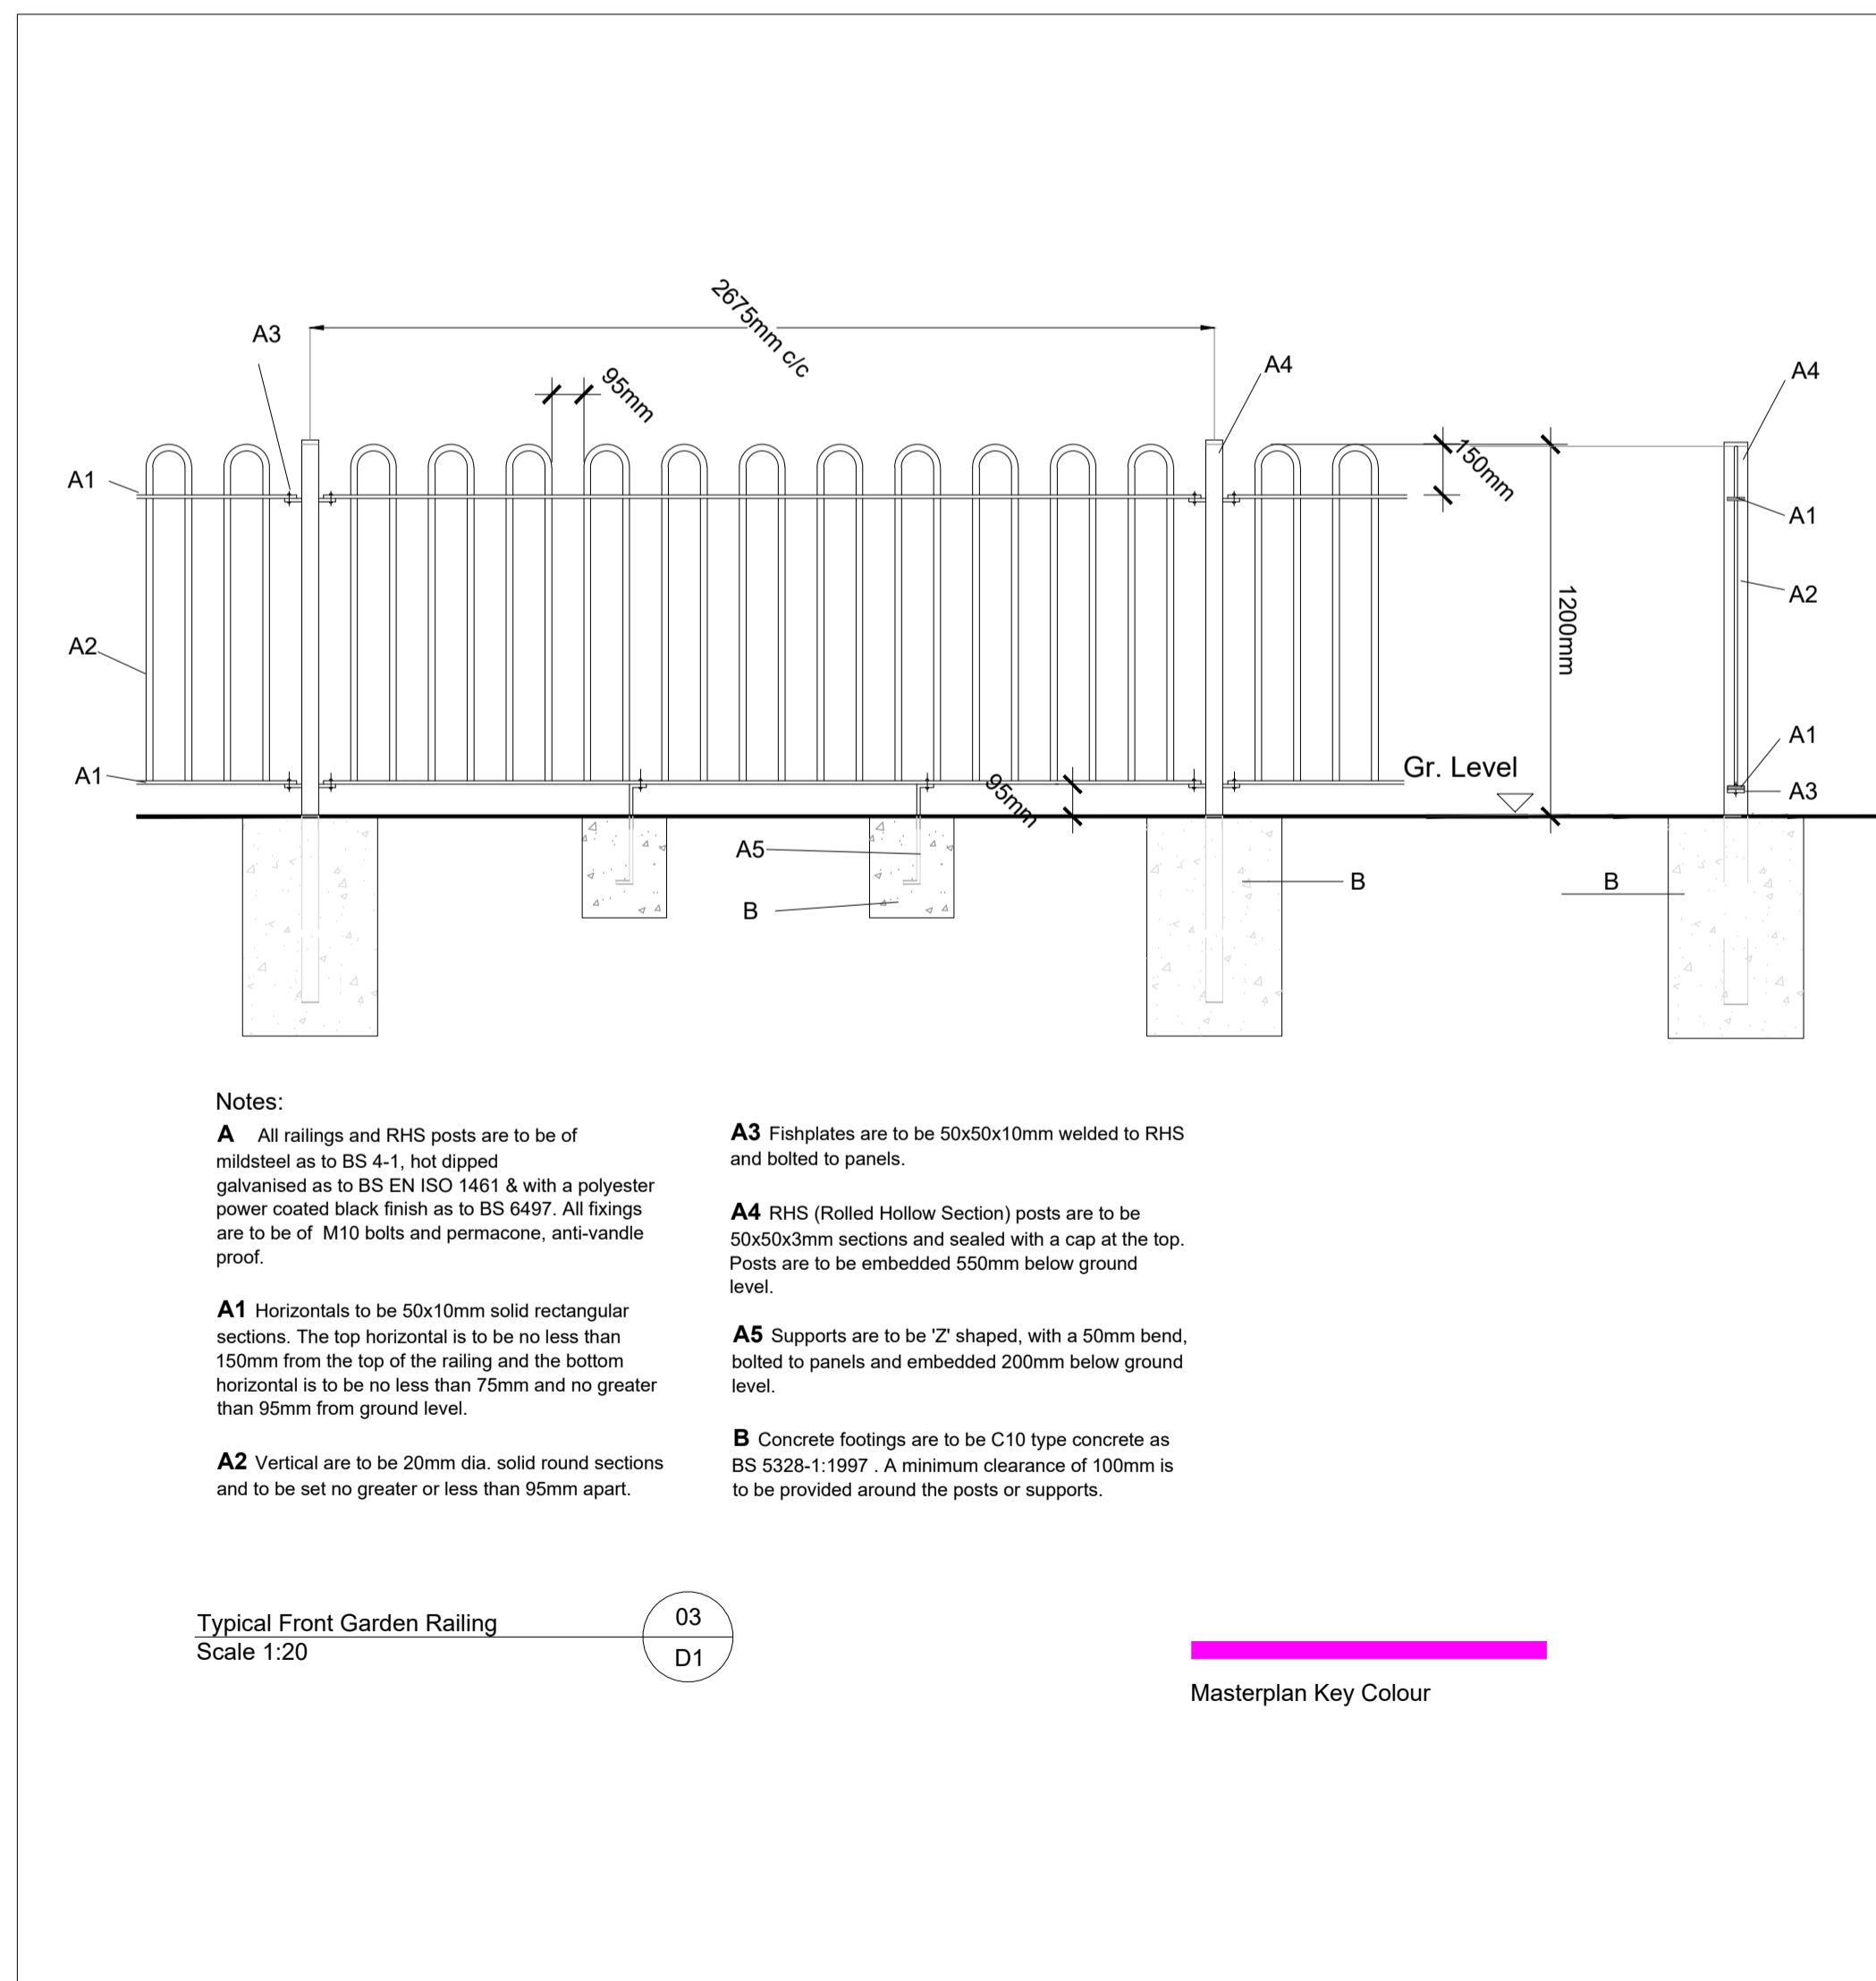 2675mm c/c
A3
A4
A4
95mm
150mm
A1
A1
1200mm
A2
A2
A1
A1
Gr. Level
95mm
A3
A5
B
B
B
Notes:
A All railings and RHS posts are to be of
mildsteel as to BS 4-1, hot dipped
galvanised as to BS EN ISO 1461 & with a polyester
power coated black finish as to BS 6497. All fixings
are to be of M10 bolts and permacone, anti-vandle
proof.
A1 Horizontals to be 50x10mm solid rectangular
sections. The top horizontal is to be no less than
150mm from the top of the railing and the bottom
horizontal is to be no less than 75mm and no greater
than 95mm from ground level.
A2 Vertical are to be 20mm dia. solid round sections
and to be set no greater or less than 95mm apart.
A3 Fishplates are to be 50x50x10mm welded to RHS
and bolted to panels.
A4 RHS (Rolled Hollow Section) posts are to be
50x50x3mm sections and sealed with a cap at the top.
Posts are to be embedded 550mm below ground
level.
A5 Supports are to be 'Z' shaped, with a 50mm bend,
bolted to panels and embedded 200mm below ground
level.
B Concrete footings are to be C10 type concrete as
BS 5328-1:1997 . A minimum clearance of 100mm is
to be provided around the posts or supports.
Typical Front Garden Railing
Scale 1:20
03
D1
Masterplan Key Colour